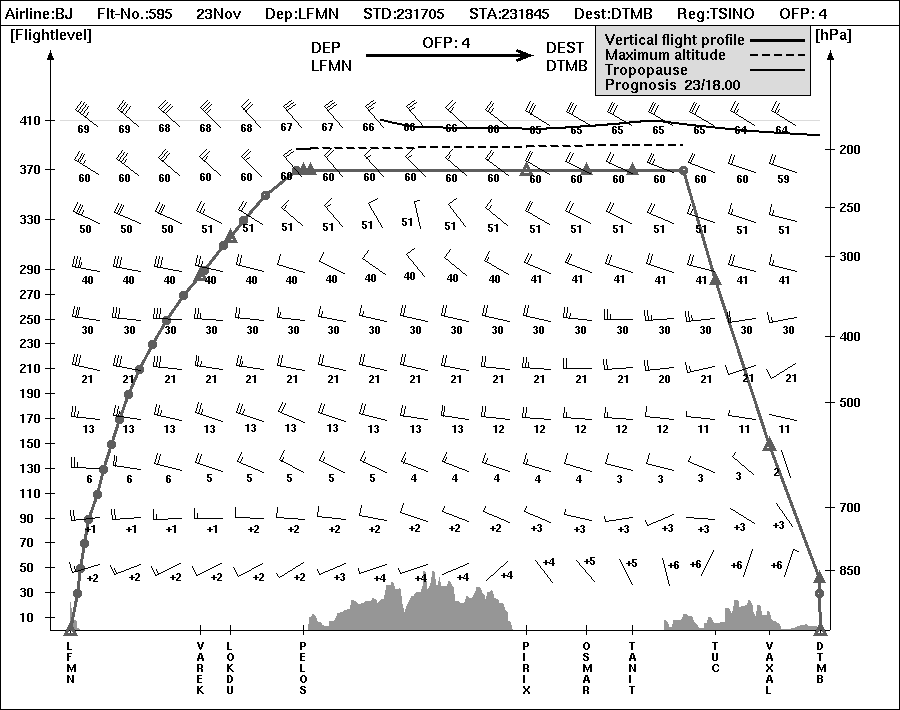 Airline:BJ Flt-No.:595 23Nov Dep:LFMN STD:231705 STA:231845 Dest:DTMB Reg:TSINO OFP: 4
[Flightlevel] [hPa]
DEP OFP: 4 DEST
LFMN DTMB
Vertical flight profile
Maximum altitude
Tropopause
Prognosis 23/18.00
410 69 69 68 68 68 67 67 66 66 66 66 65 65 65 65 65 64 64
200
370 60 60 60 60 60 60 60 60 60 60 60 60 60 60 60 60 60 59
250
330 50 50 50 51 51 51 51 51 51 51 51 51 51 51 51 51 51 51
300
290 40 40 40 40 40 40 40 40 40 40 40 41 41 41 41 41 41 41
270
250 30 30 30 30 30 30 30 30 30 30 30 30 30 30 30 30 30 30
230 400
210 21 21 21 21 21 21 21 21 21 21 21 21 21 21 20 21 21 21
190
500
170 13 13 13 13 13 13 13 13 13 13 12 12 12 12 12 11 11 11
150
130 6 6 6 5 5 5 5 5 4 4 4 4 4 3 3 3 3 2
110
700
90 +1 +1 +1 +1 +2 +2 +2 +2 +2 +2 +2 +3 +3 +3 +3 +3 +3 +3
70
50 +2 +2 +2 +2 +2 +2 +3 +4 +4 +4 +4 +4 +5 +5 +6 +6 +6 +6
850
30
10
LFMN VAREK LOKDU PELOS PIRIX OSMAR TANIT TUC VAXAL DTMB